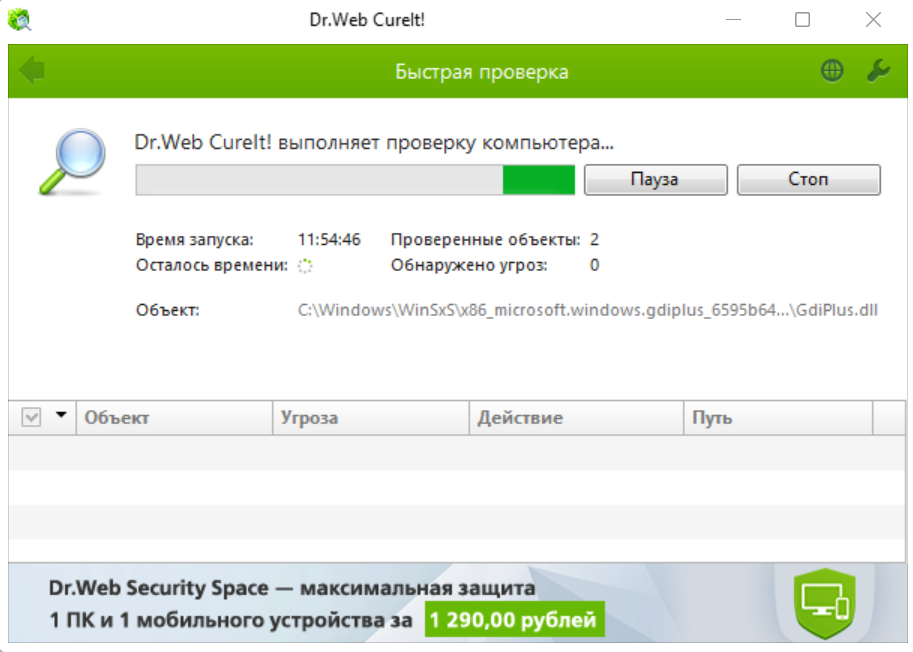 Dr.Web CureIt!
Быстрая проверка
Dr.Web CureIt! выполняет проверку компьютера...
Пауза
Стоп
Время запуска: 11:54:46 Проверенные объекты: 2
Осталось времени: Обнаружено угроз: 0
Объект: C:\Windows\WinSxS\x86_microsoft.windows.gdiplus_6595b64...\GdiPlus.dll
Объект Угроза Действие Путь
Dr.Web Security Space — максимальная защита
1 ПК и 1 мобильного устройства за 1 290,00 рублей